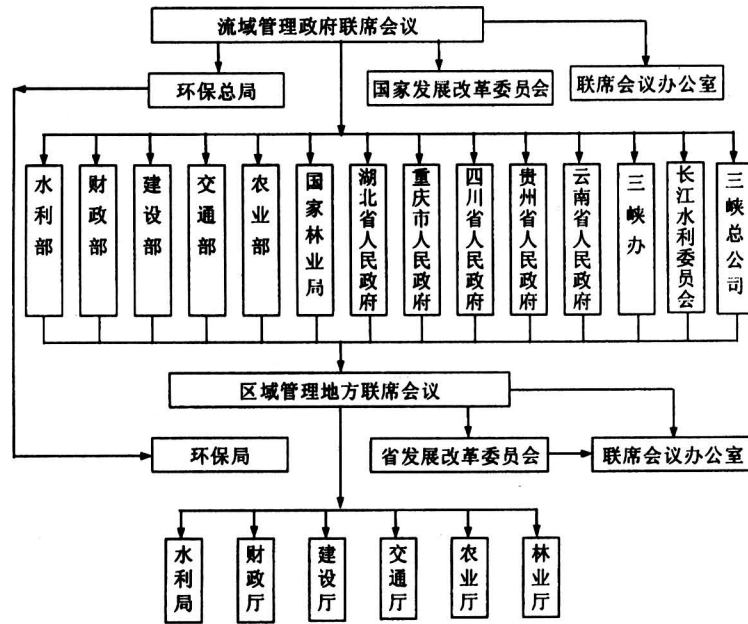 流域管理政府联席会议
环保总局
国家发展改革委员会
联席会议办公室
水利部
财政部
建设部
交通部
农业部
国家林业局
湖北省人民政府
重庆市人民政府
四川省人民政府
贵州省人民政府
云南省人民政府
三峡办
长江水利委员会
三峡总公司
区域管理地方联席会议
环保局
省发展改革委员会
联席会议办公室
水利局
财政厅
建设厅
交通厅
农业厅
林业厅